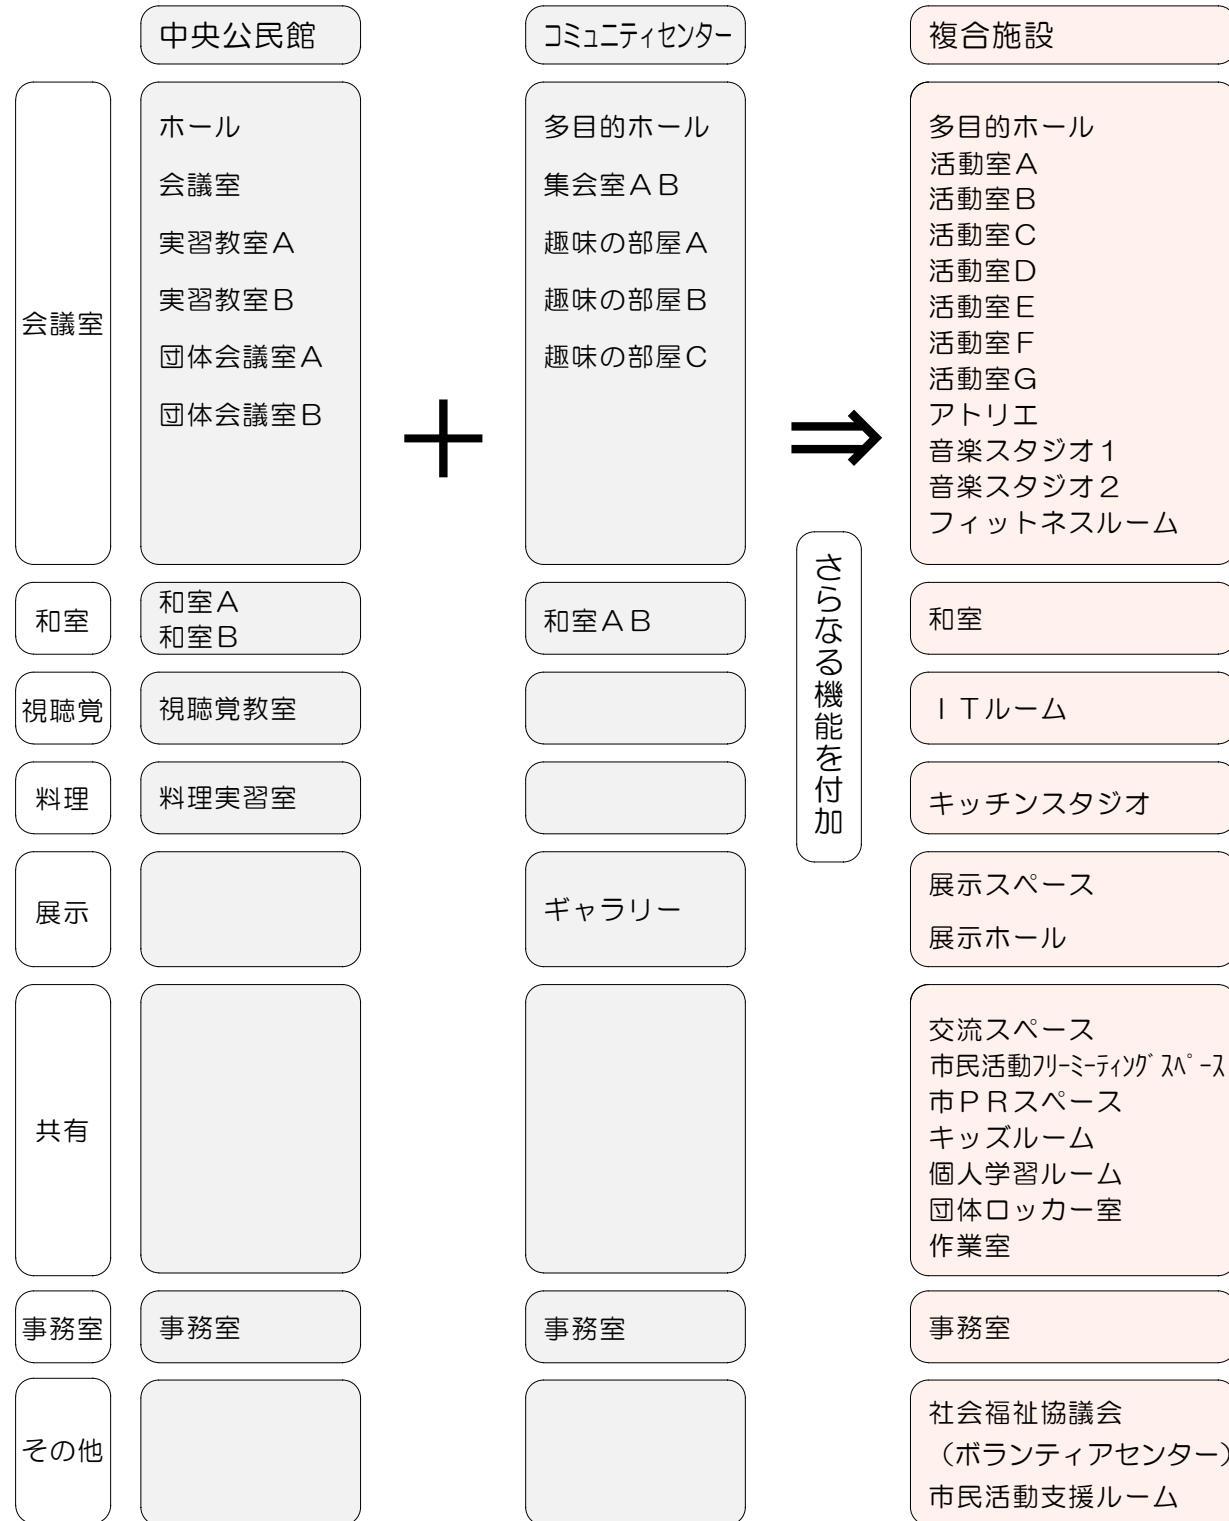 中央公民館
コミュニティセンター
複合施設
会議室
ホール
会議室
実習教室A
実習教室B
団体会議室A
団体会議室B
多目的ホール
集会室AB
趣味の部屋A
趣味の部屋B
趣味の部屋C
多目的ホール
活動室A
活動室B
活動室C
活動室D
活動室E
活動室F
活動室G
アトリエ
音楽スタジオ1
音楽スタジオ2
フィットネスルーム
+
⇒
さらなる機能を付加
和室
和室A
和室B
和室AB
和室
視聴覚
視聴覚教室
ITルーム
料理
料理実習室
キッチンスタジオ
展示
ギャラリー
展示スペース
展示ホール
共有
交流スペース
市民活動フリーミーティングスペース
市PRスペース
キッズルーム
個人学習ルーム
団体ロッカー室
作業室
事務室
事務室
事務室
事務室
その他
社会福祉協議会
(ボランティアセンター)
市民活動支援ルーム